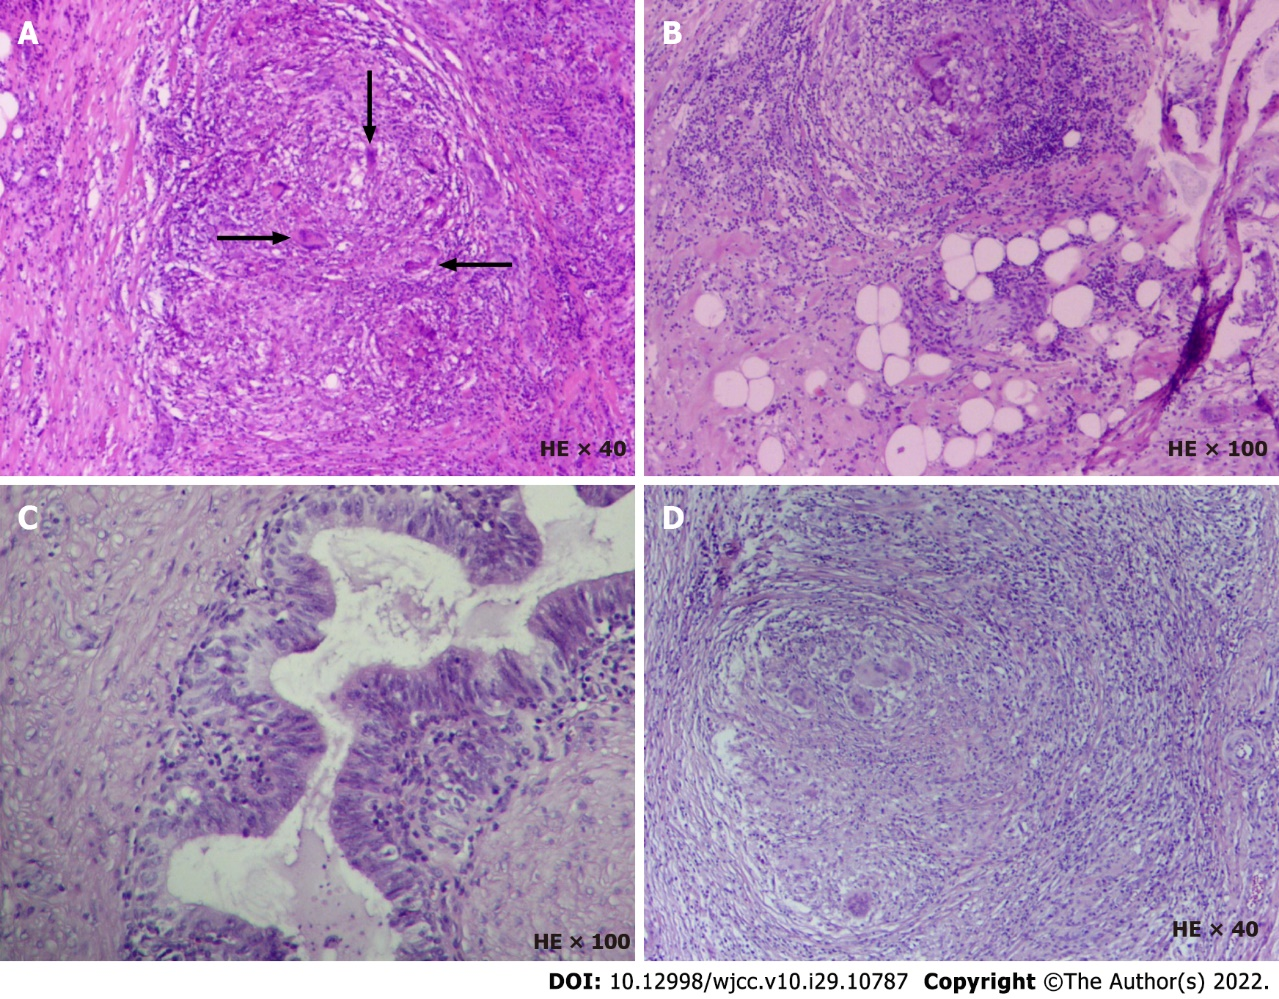 A
B
HE × 40
HE × 100
C
D
HE × 100
HE × 40
DOI: 10.12998/wjcc.v10.i29.10787 Copyright ©The Author(s) 2022.